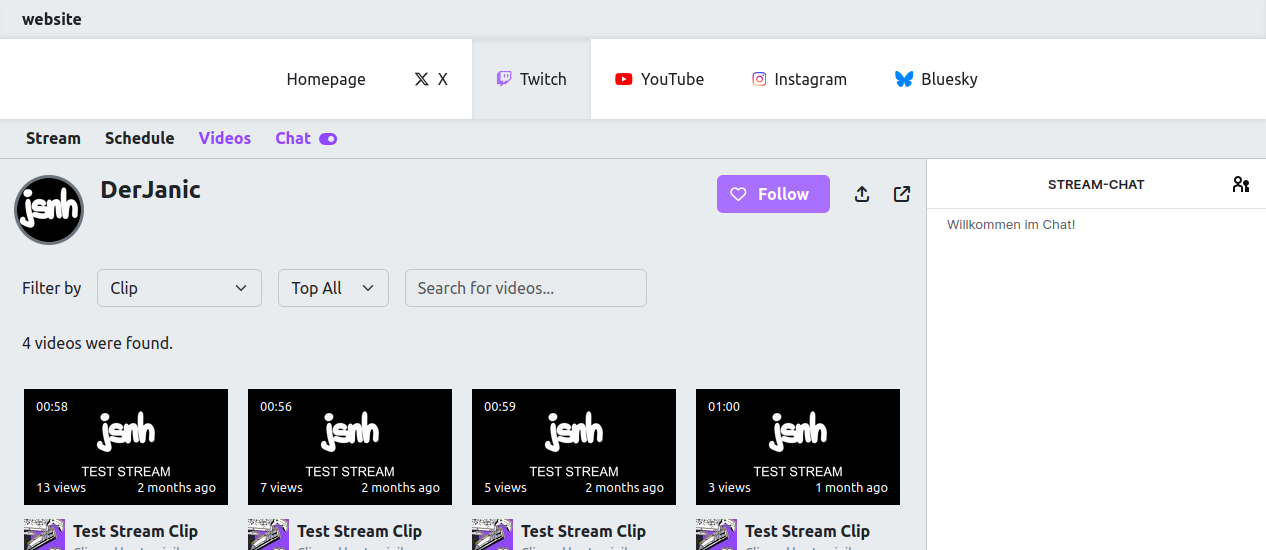 website
Homepage X Twitch YouTube Instagram Bluesky
Stream Schedule Videos Chat
jsnh DerJanic Follow
STREAM-CHAT
Willkommen im Chat!
Filter by Clip Top All Search for videos...
4 videos were found.
00:58 00:56 00:59 01:00
jsnh jsnh jsnh jsnh
TEST STREAM TEST STREAM TEST STREAM TEST STREAM
13 views 2 months ago 7 views 2 months ago 5 views 2 months ago 3 views 1 month ago
Test Stream Clip Test Stream Clip Test Stream Clip Test Stream Clip